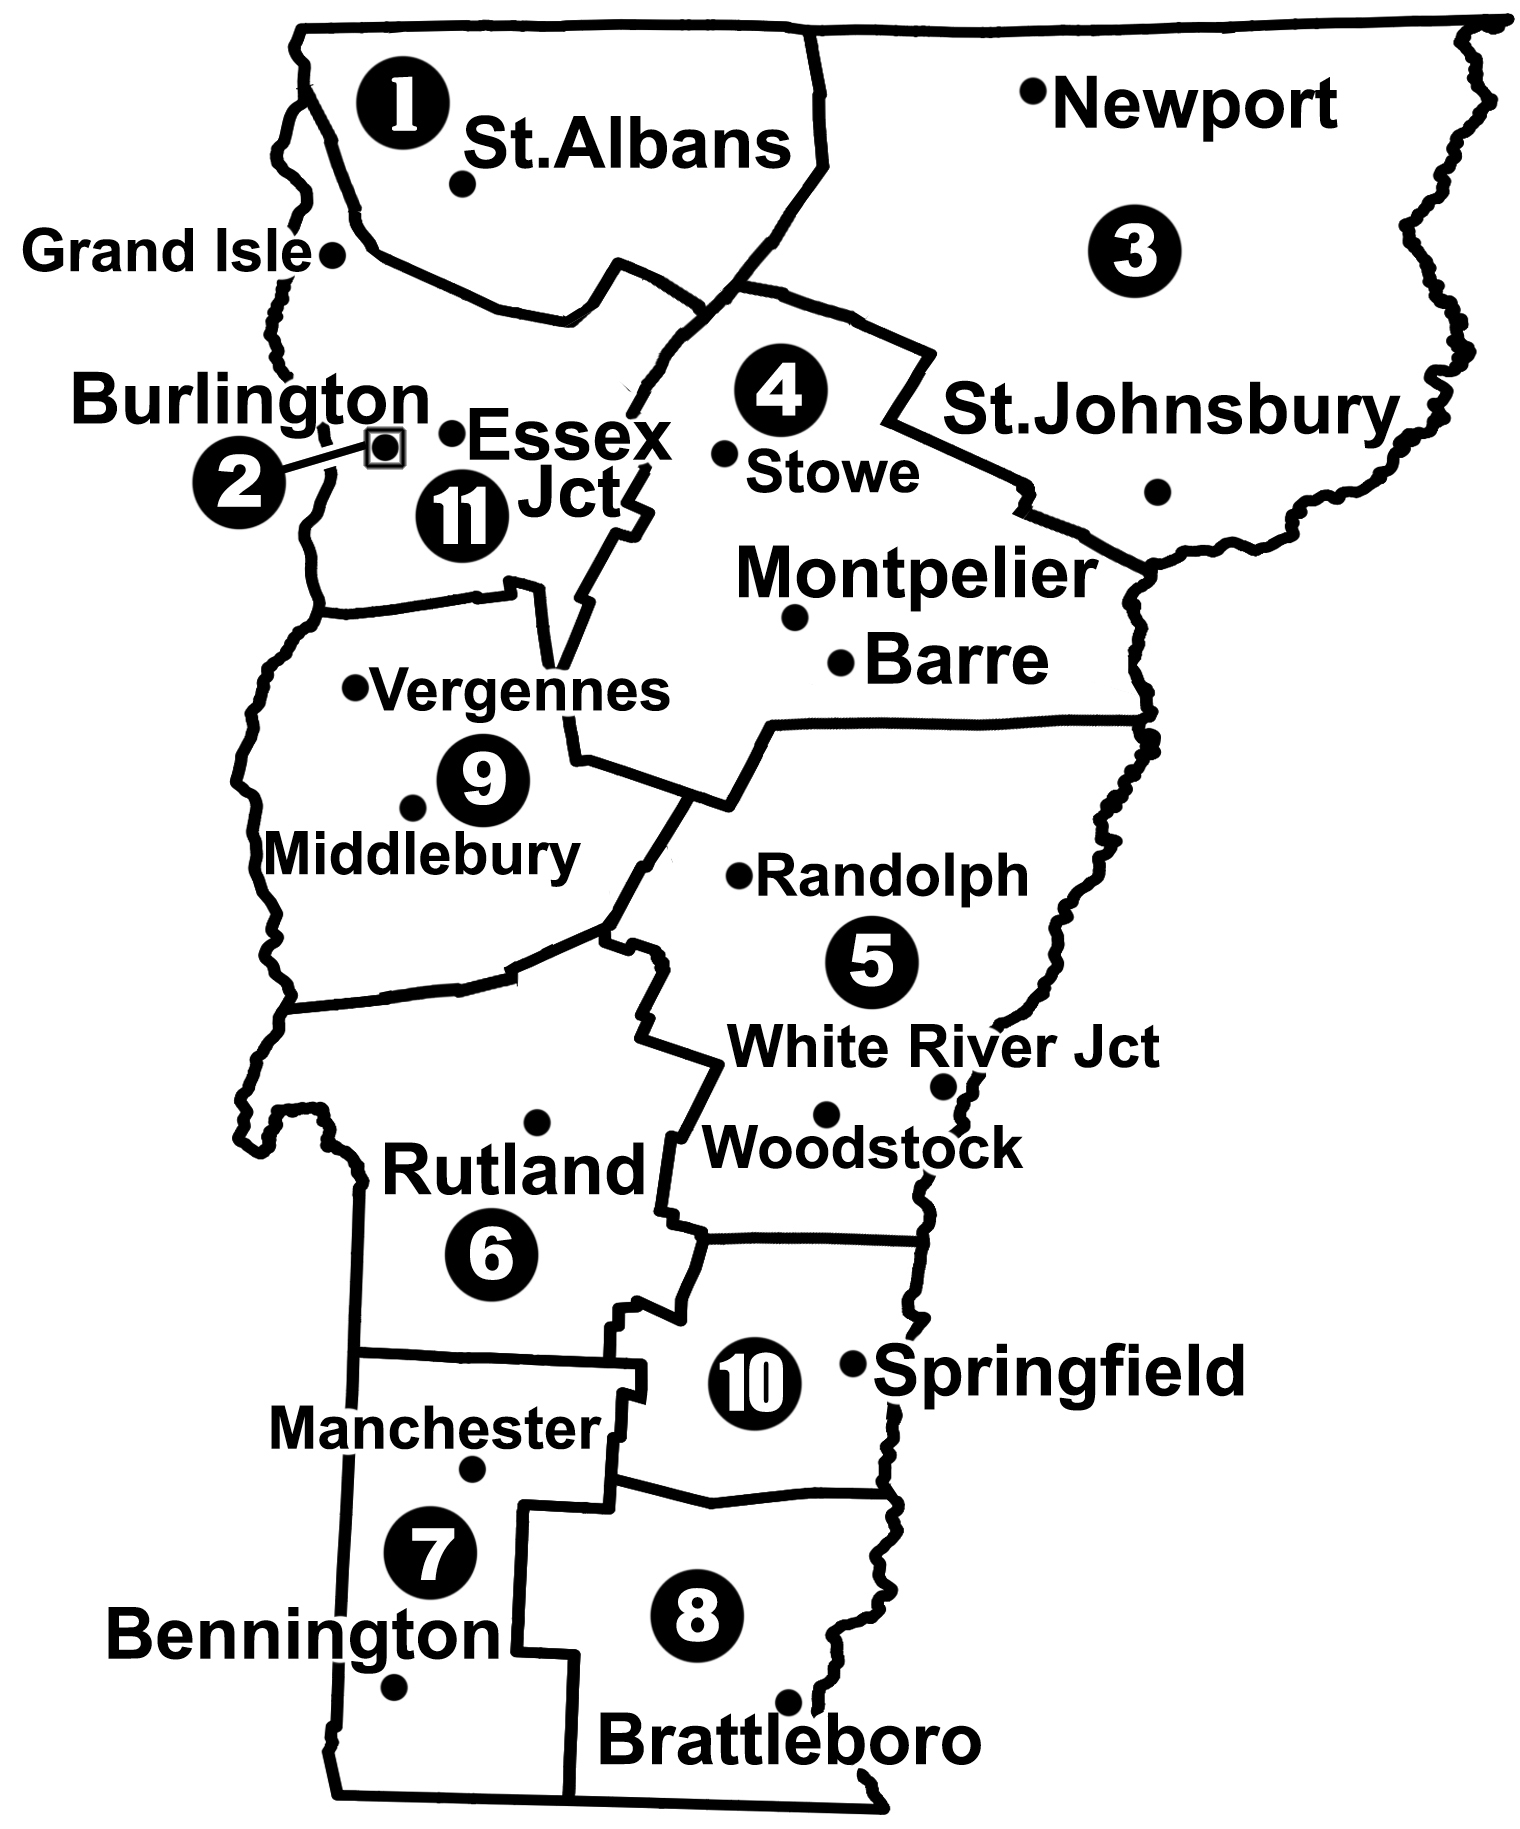 1
St.Albans
Newport
Grand Isle
3
Burlington
4
St.Johnsbury
Essex
Jct
Stowe
2
11
Montpelier
Barre
Vergennes
9
Middlebury
Randolph
5
White River Jct
Woodstock
Rutland
6
10
Springfield
Manchester
7
Bennington
8
Brattleboro